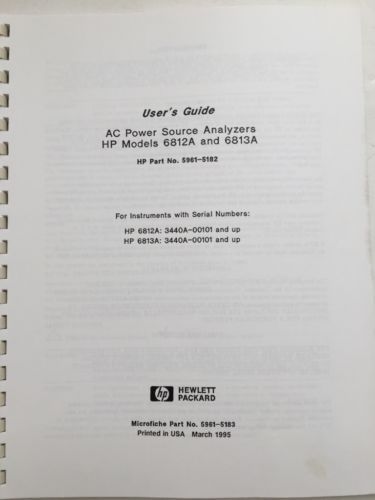 User's Guide
AC Power Source Analyzers
HP Models 6812A and 6813A
HP Part No. 5961-5182
For Instruments with Serial Numbers:
HP 6812A: 3440A-00101 and up
HP 6813A: 3440A-00101 and up
hp HEWLETT
PACKARD
Microfiche Part No. 5961-5183
Printed in USA March 1995